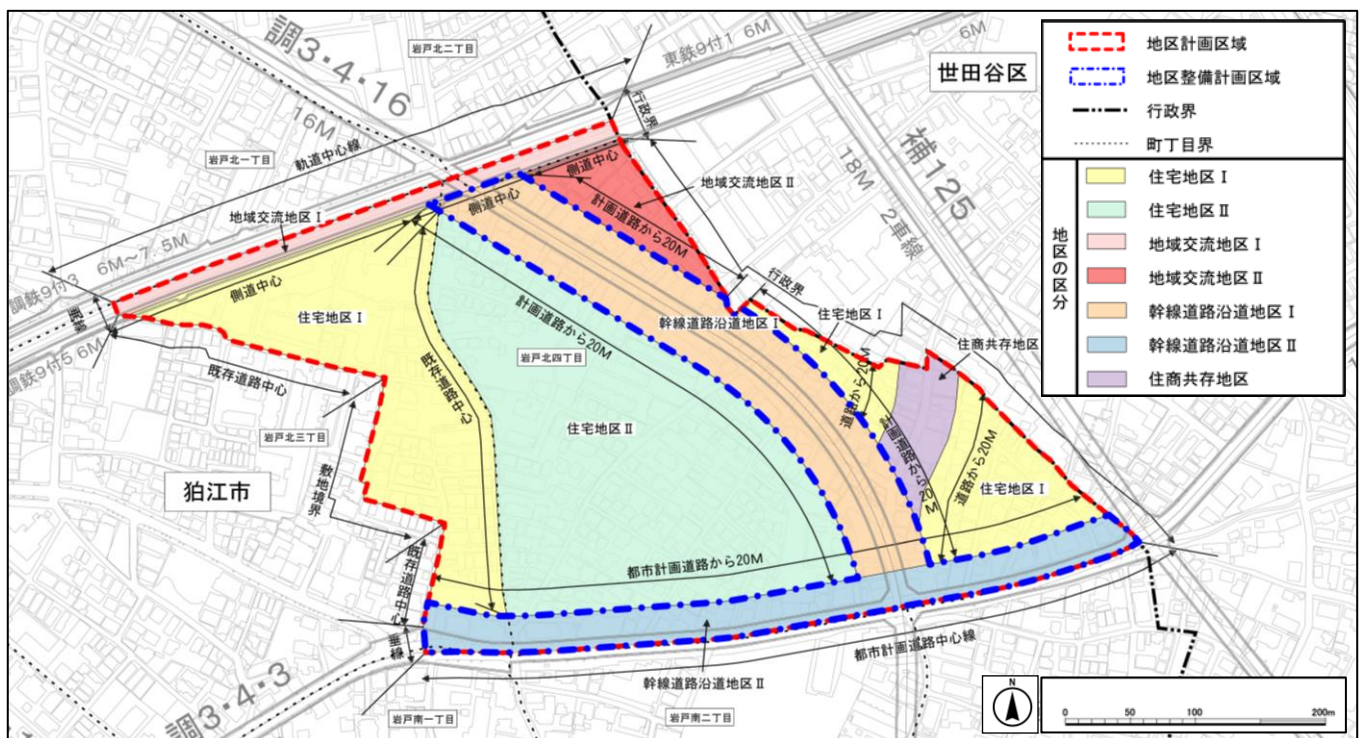 岩戸北二丁目
調3・4・16
16M
東鉄9付1 6M
6M
世田谷区
行政界
岩戸北一丁目
軌道中心線
補125
18M
2車線
側道中心
地域交流地区Ⅱ
地域交流地区Ⅰ
側道中心
計画道路から20M
調鉄9付3 6M～7.5M
側道中心
垂線
調鉄9付5 6M
住宅地区Ⅰ
計画道路から20M
行政界
幹線道路沿道地区Ⅰ
住宅地区Ⅰ
住商共存地区
既存道路中心
既存道路中心
岩戸北四丁目
道路から20M
計画道路から20M
道路から20M
住宅地区Ⅱ
岩戸北三丁目
敷地境界
狛江市
住宅地区Ⅰ
都市計画道路から20M
既存道路中心
垂線
都市計画道路中心線
幹線道路沿道地区Ⅱ
調3・4・3
岩戸南一丁目
岩戸南二丁目
地区計画区域
地区整備計画区域
行政界
町丁目界
地区の区分
住宅地区Ⅰ
住宅地区Ⅱ
地域交流地区Ⅰ
地域交流地区Ⅱ
幹線道路沿道地区Ⅰ
幹線道路沿道地区Ⅱ
住商共存地区
N
0 50 100 200m